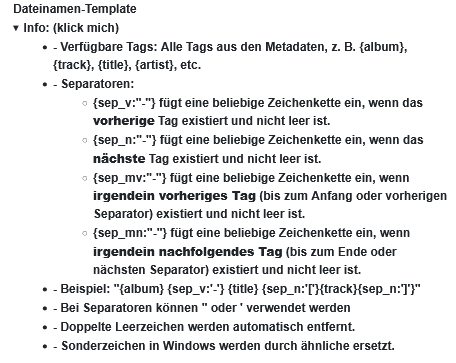 Dateinamen-Template
▼ Info: (klick mich)
• - Verfügbare Tags: Alle Tags aus den Metadaten, z. B. {album},
{track}, {title}, {artist}, etc.
• - Separatoren:
○ {sep_v:"-"} fügt eine beliebige Zeichenkette ein, wenn das
vorherige Tag existiert und nicht leer ist.
○ {sep_n:"-"} fügt eine beliebige Zeichenkette ein, wenn das
nächste Tag existiert und nicht leer ist.
○ {sep_mv:"-"} fügt eine beliebige Zeichenkette ein, wenn
irgendein vorheriges Tag (bis zum Anfang oder vorherigen
Separator) existiert und nicht leer ist.
○ {sep_mn:"-"} fügt eine beliebige Zeichenkette ein, wenn
irgendein nachfolgendes Tag (bis zum Ende oder
nächsten Separator) existiert und nicht leer ist.
• - Beispiel: "{album} {sep_v:'-'} {title} {sep_n:'['}{track}{sep_n:']'}"
• - Bei Separatoren können " oder ' verwendet werden
• - Doppelte Leerzeichen werden automatisch entfernt.
• - Sonderzeichen in Windows werden durch ähnliche ersetzt.